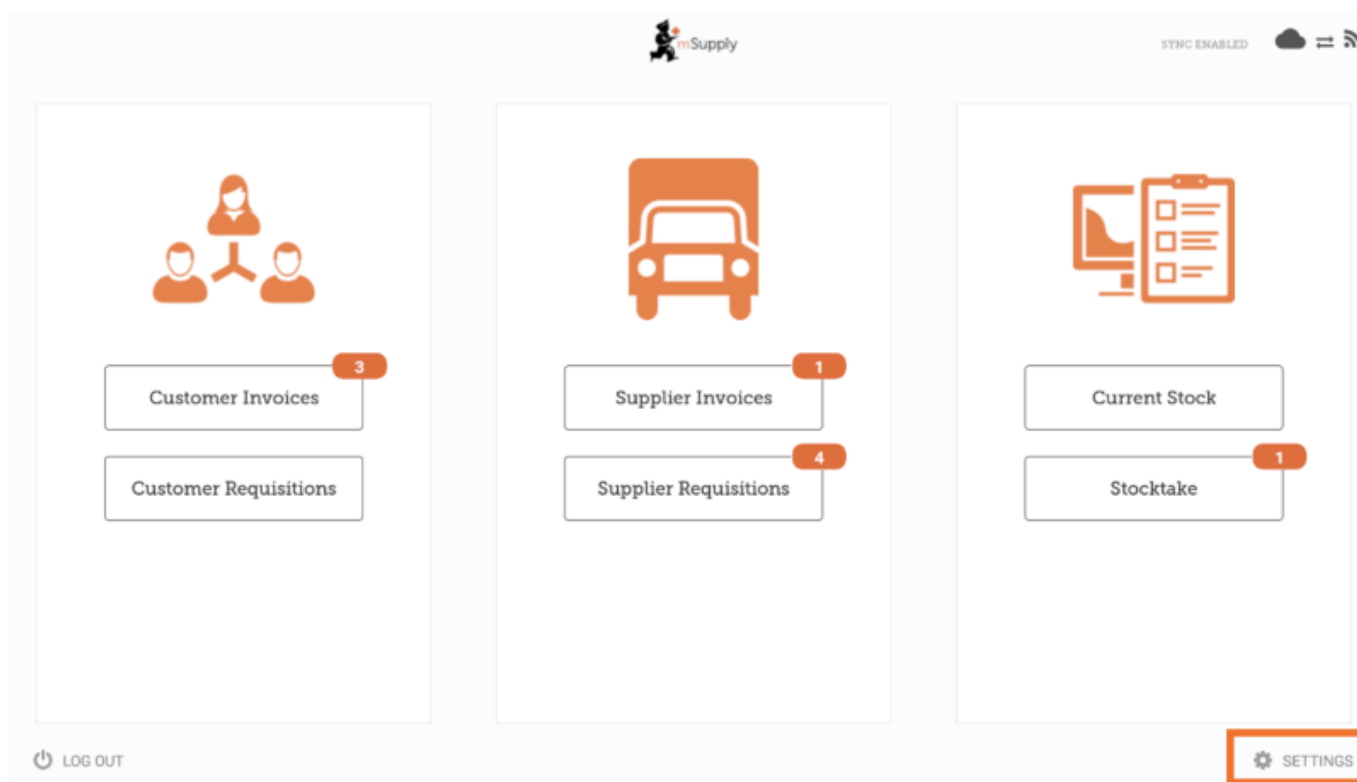 mSupply
SYNC ENABLED
3
Customer Invoices
Customer Requisitions
1
Supplier Invoices
4
Supplier Requisitions
Current Stock
1
Stocktake
LOG OUT
SETTINGS